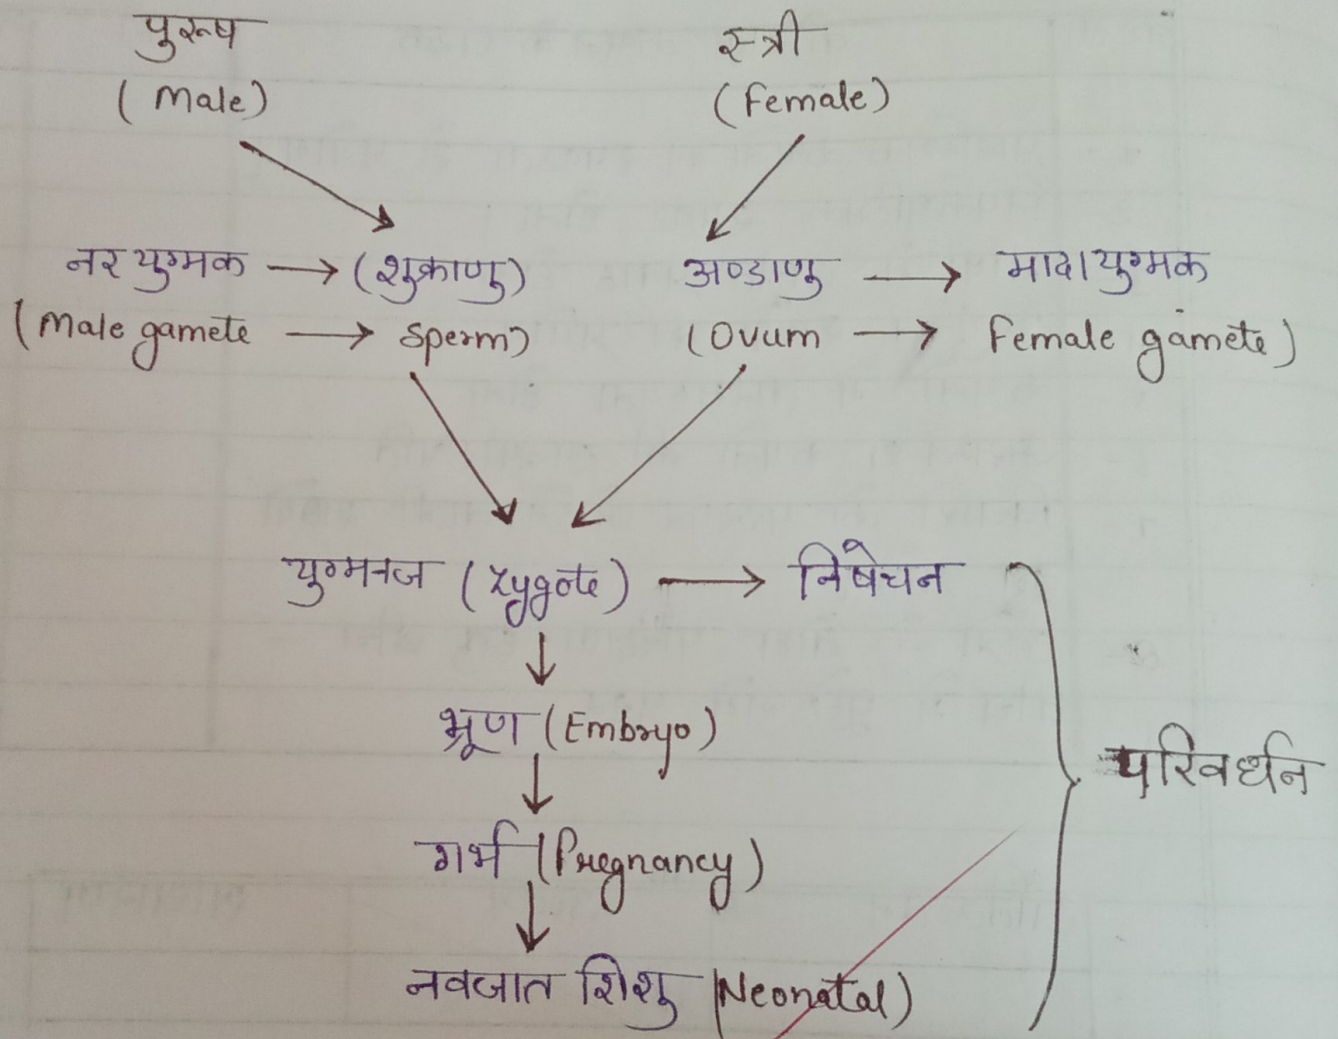 पुरूष स्त्री
( Male ) ( Female )
नर युग्मक → (शुक्राणु) अण्डाणु → मादा युग्मक
( Male gamete → Sperm) (Ovum → Female gamete )
युग्मनज ( Zygote ) → निषेचन
भ्रूण ( Embryo )
परिवर्धन
गर्भ ( Pregnancy )
नवजात शिशु (Neonatal )